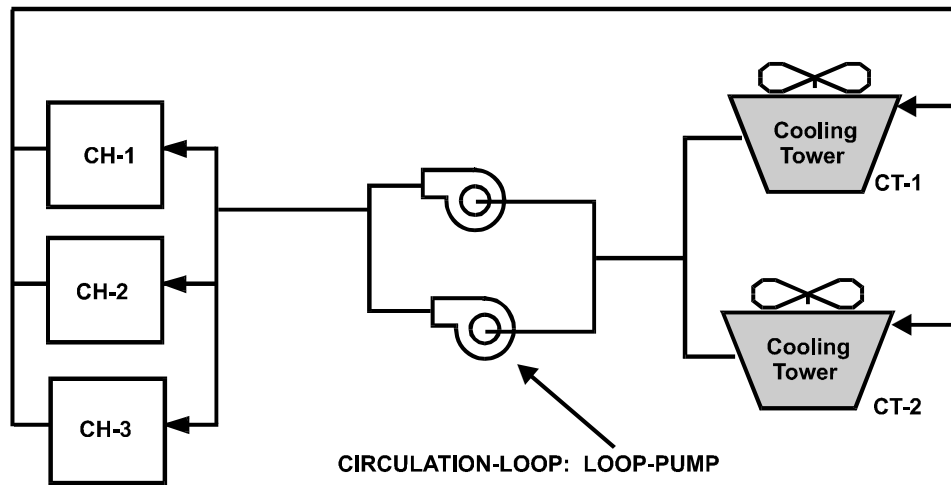 CH-1
CH-2
CH-3
Cooling
Tower
CT-1
Cooling
Tower
CT-2
CIRCULATION-LOOP: LOOP-PUMP